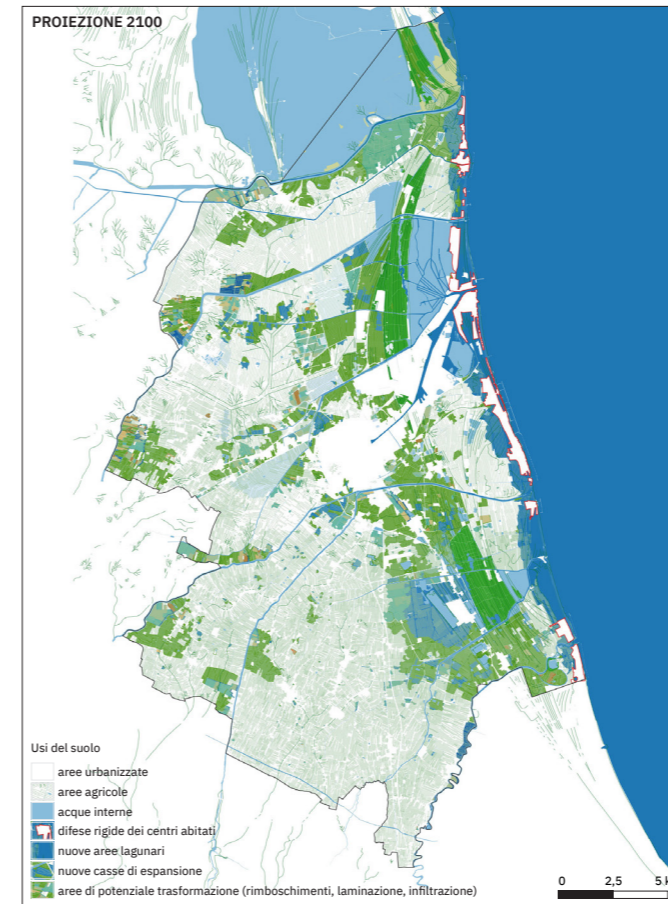 PROIEZIONE 2100
Usi del suolo
aree urbanizzate
aree agricole
acque interne
difese rigide dei centri abitati
nuove aree lagunari
nuove casse di espansione
aree di potenziale trasformazione (rimboschimenti, laminazione, infiltrazione)
0 2,5 5 k